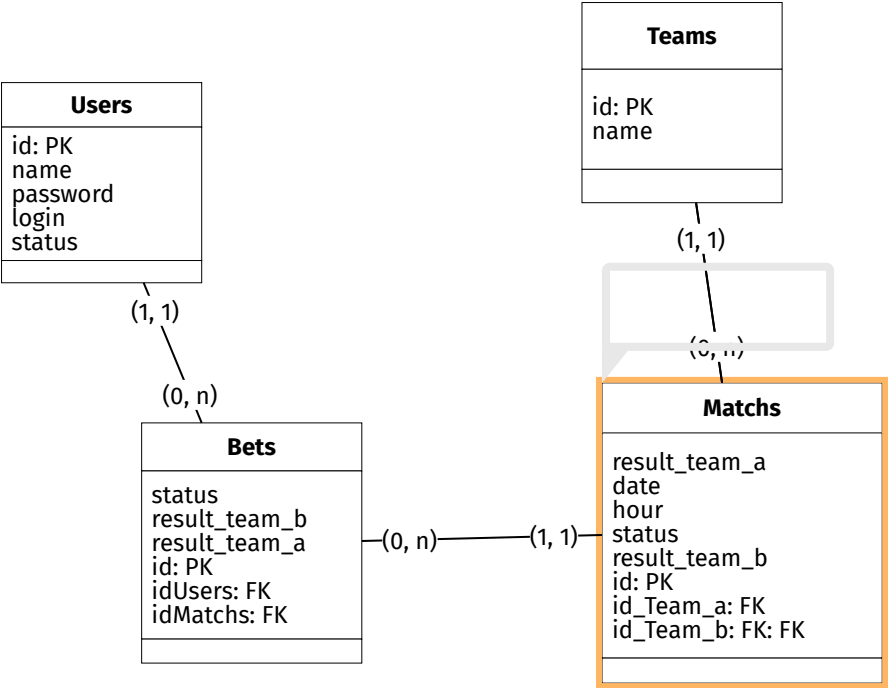 Teams
id: PK
name
Users
id: PK
name
password
login
status
(1, 1)
(1, 1)
(0, n)
(0, n)
Bets
status
result_team_b
result_team_a
id: PK
idUsers: FK
idMatchs: FK
(0, n)
(1, 1)
Matchs
result_team_a
date
hour
status
result_team_b
id: PK
id_Team_a: FK
id_Team_b: FK: FK